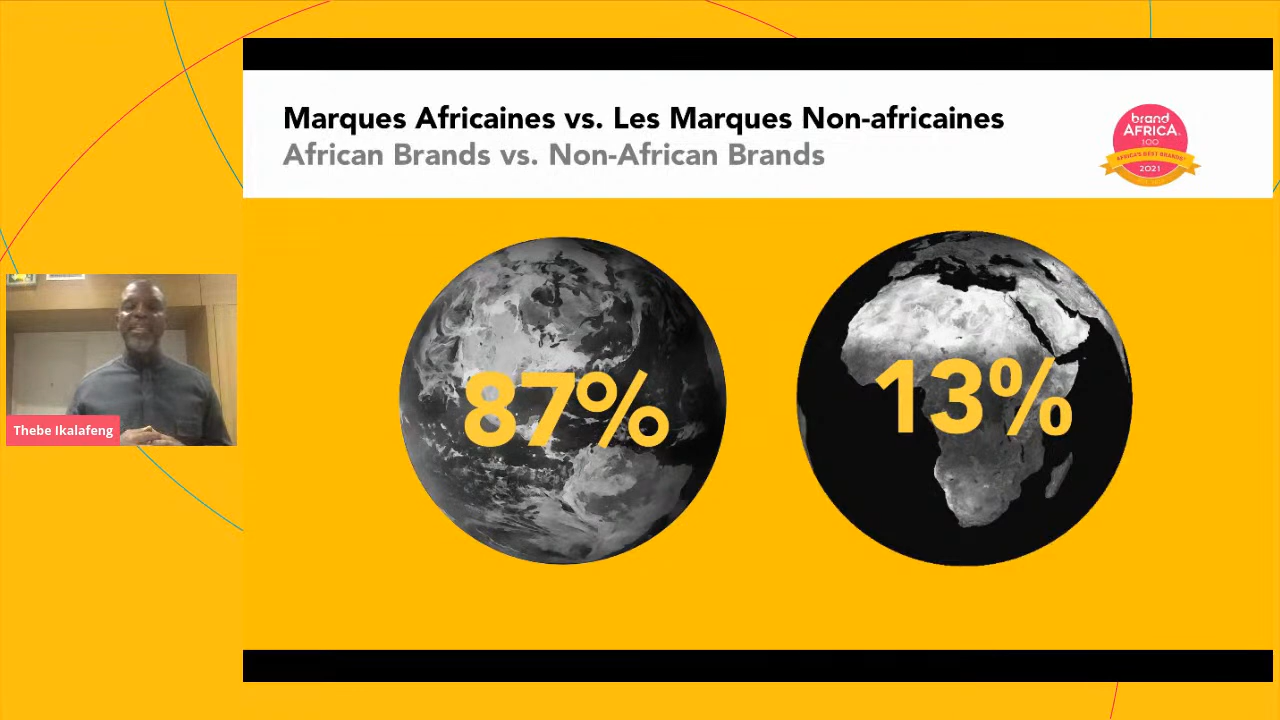 Marques Africaines vs. Les Marques Non-africaines
African Brands vs. Non-African Brands
brand
AFRICA
100
AFRICA'S BEST BRANDS
2021
87%
13%
Thebe Ikalafeng